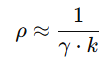 ρ ≈ 1 / (γ · k)